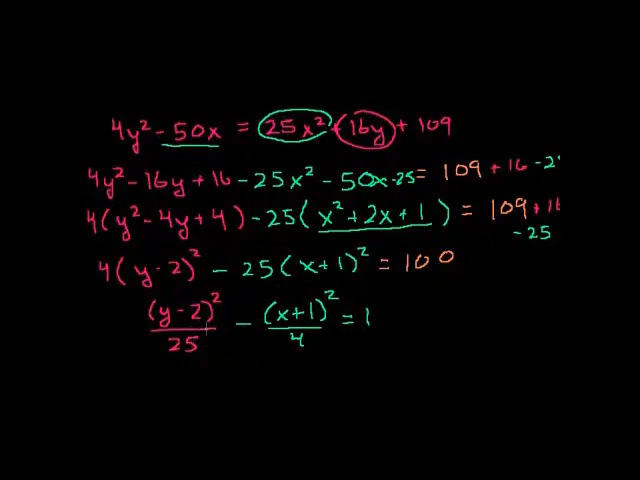 4y² - 50x = 25x² + 16y + 109
4y² - 16y + 16 - 25x² - 50x - 25 = 109 + 16 - 2
4(y² - 4y + 4) - 25(x² + 2x + 1) = 109 + 1
- 25
4(y - 2)² - 25(x + 1)² = 100
(y - 2)² - (x + 1)² = 1
25 4